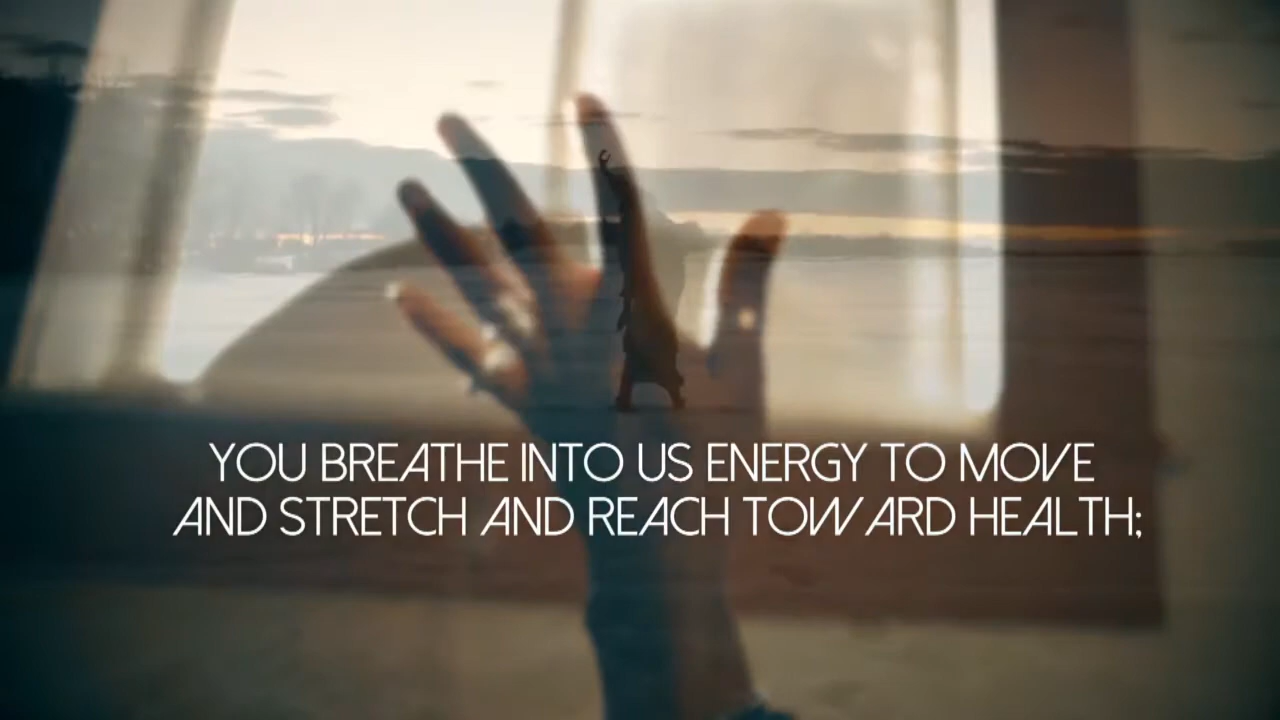 YOU BREATHE INTO US ENERGY TO MOVE
AND STRETCH AND REACH TOWARD HEALTH;